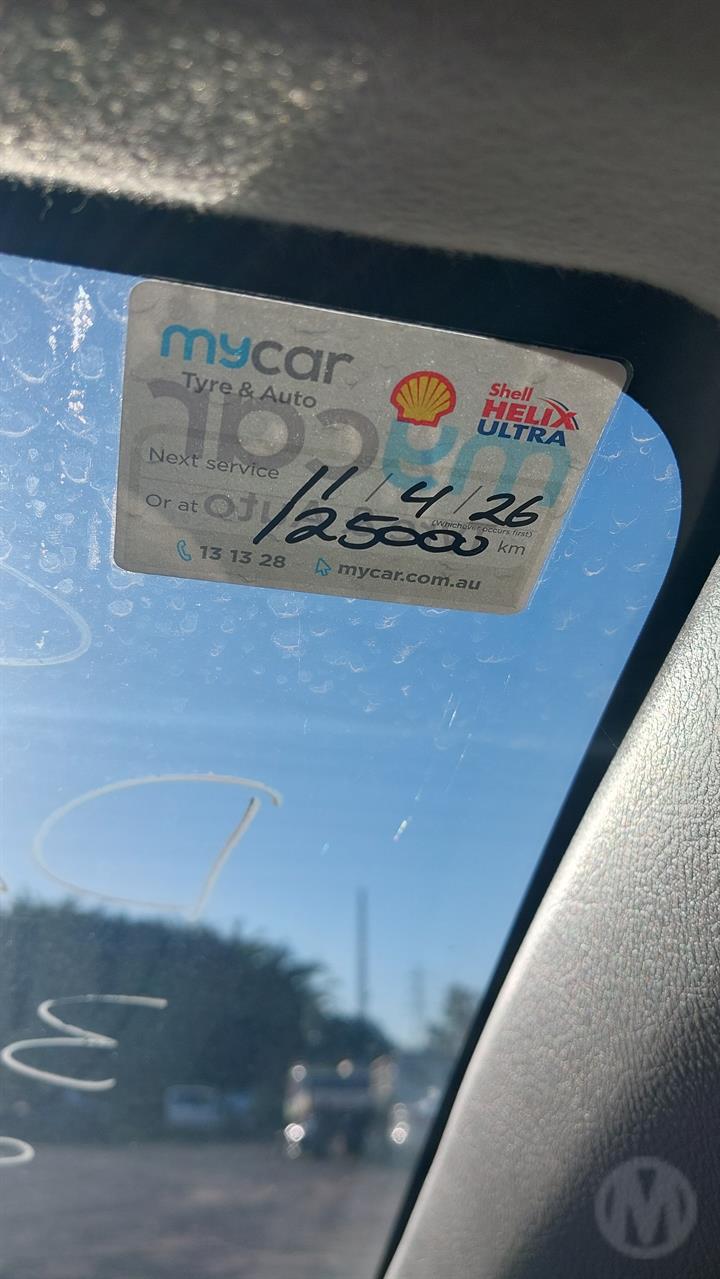 mycar
Tyre & Auto
Shell
HELIX
ULTRA
Next service 11/4/26
(Whichever occurs first)
Or at 125000 km
13 13 28 mycar.com.au